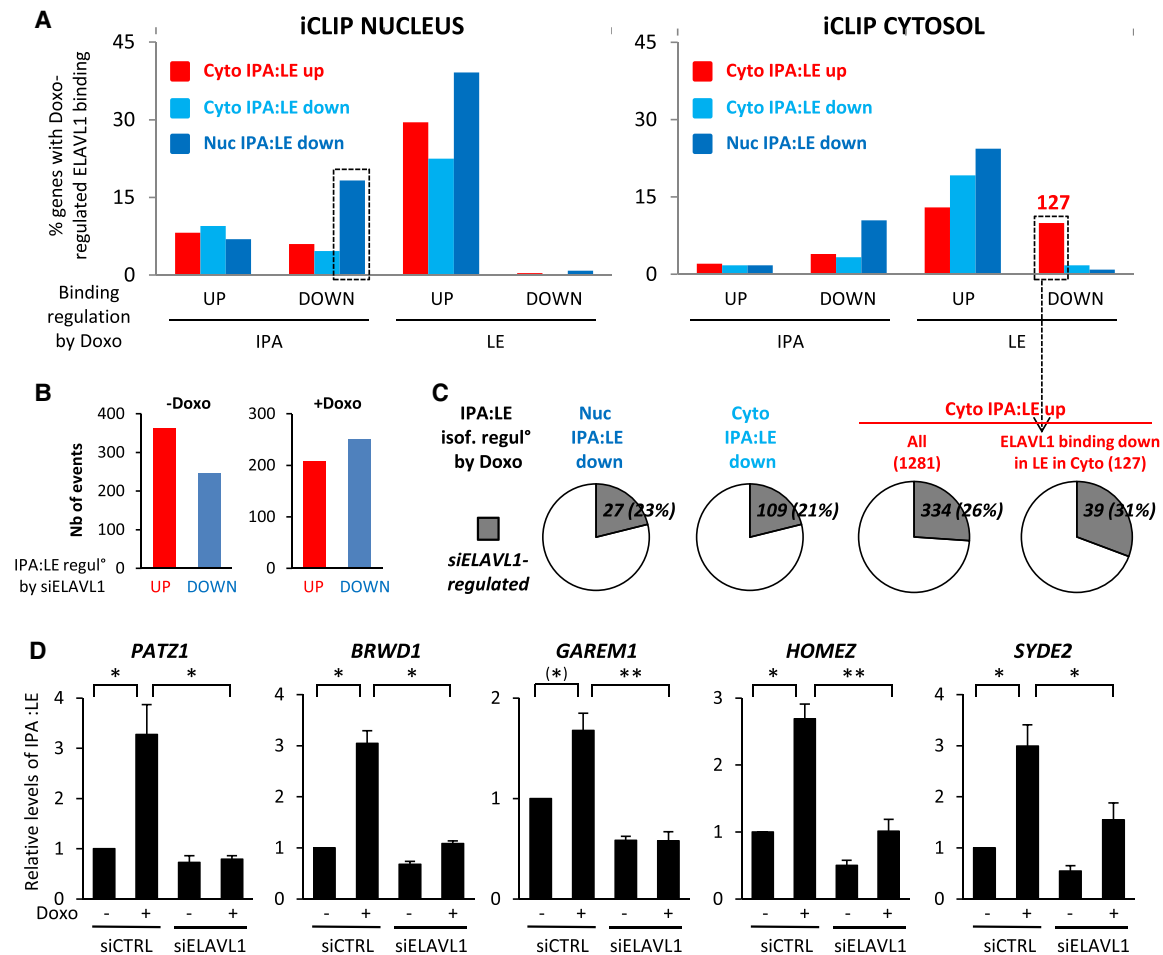 A
iCLIP NUCLEUS
iCLIP CYTOSOL
% genes with Doxo-
regulated ELAVL1 binding
45
30
15
0
Cyto IPA:LE up
Cyto IPA:LE down
Nuc IPA:LE down
45
30
15
0
Cyto IPA:LE up
Cyto IPA:LE down
Nuc IPA:LE down
127
Binding
regulation
by Doxo
UP DOWN UP DOWN
IPA LE
UP DOWN UP DOWN
IPA LE
B
-Doxo
+Doxo
Nb of events
400
300
200
100
0
300
200
100
0
IPA:LE regul°
by siELAVL1
UP DOWN
UP DOWN
C
IPA:LE
isof. regul°
by Doxo
Nuc
IPA:LE
down
Cyto
IPA:LE
down
Cyto IPA:LE up
All
(1281)
ELAVL1 binding down
in LE in Cyto (127)
siELAVL1-
regulated
27 (23%)
109 (21%)
334 (26%)
39 (31%)
D
Relative levels of IPA :LE
PATZ1
* *
4
3
2
1
0
BRWD1
* *
4
3
2
1
0
GAREM1
(*) **
2
1
0
HOMEZ
* **
3
2
1
0
SYDE2
* *
4
3
2
1
0
Doxo - + - + - + - + - + - + - + - + - + - +
siCTRL siELAVL1 siCTRL siELAVL1 siCTRL siELAVL1 siCTRL siELAVL1 siCTRL siELAVL1